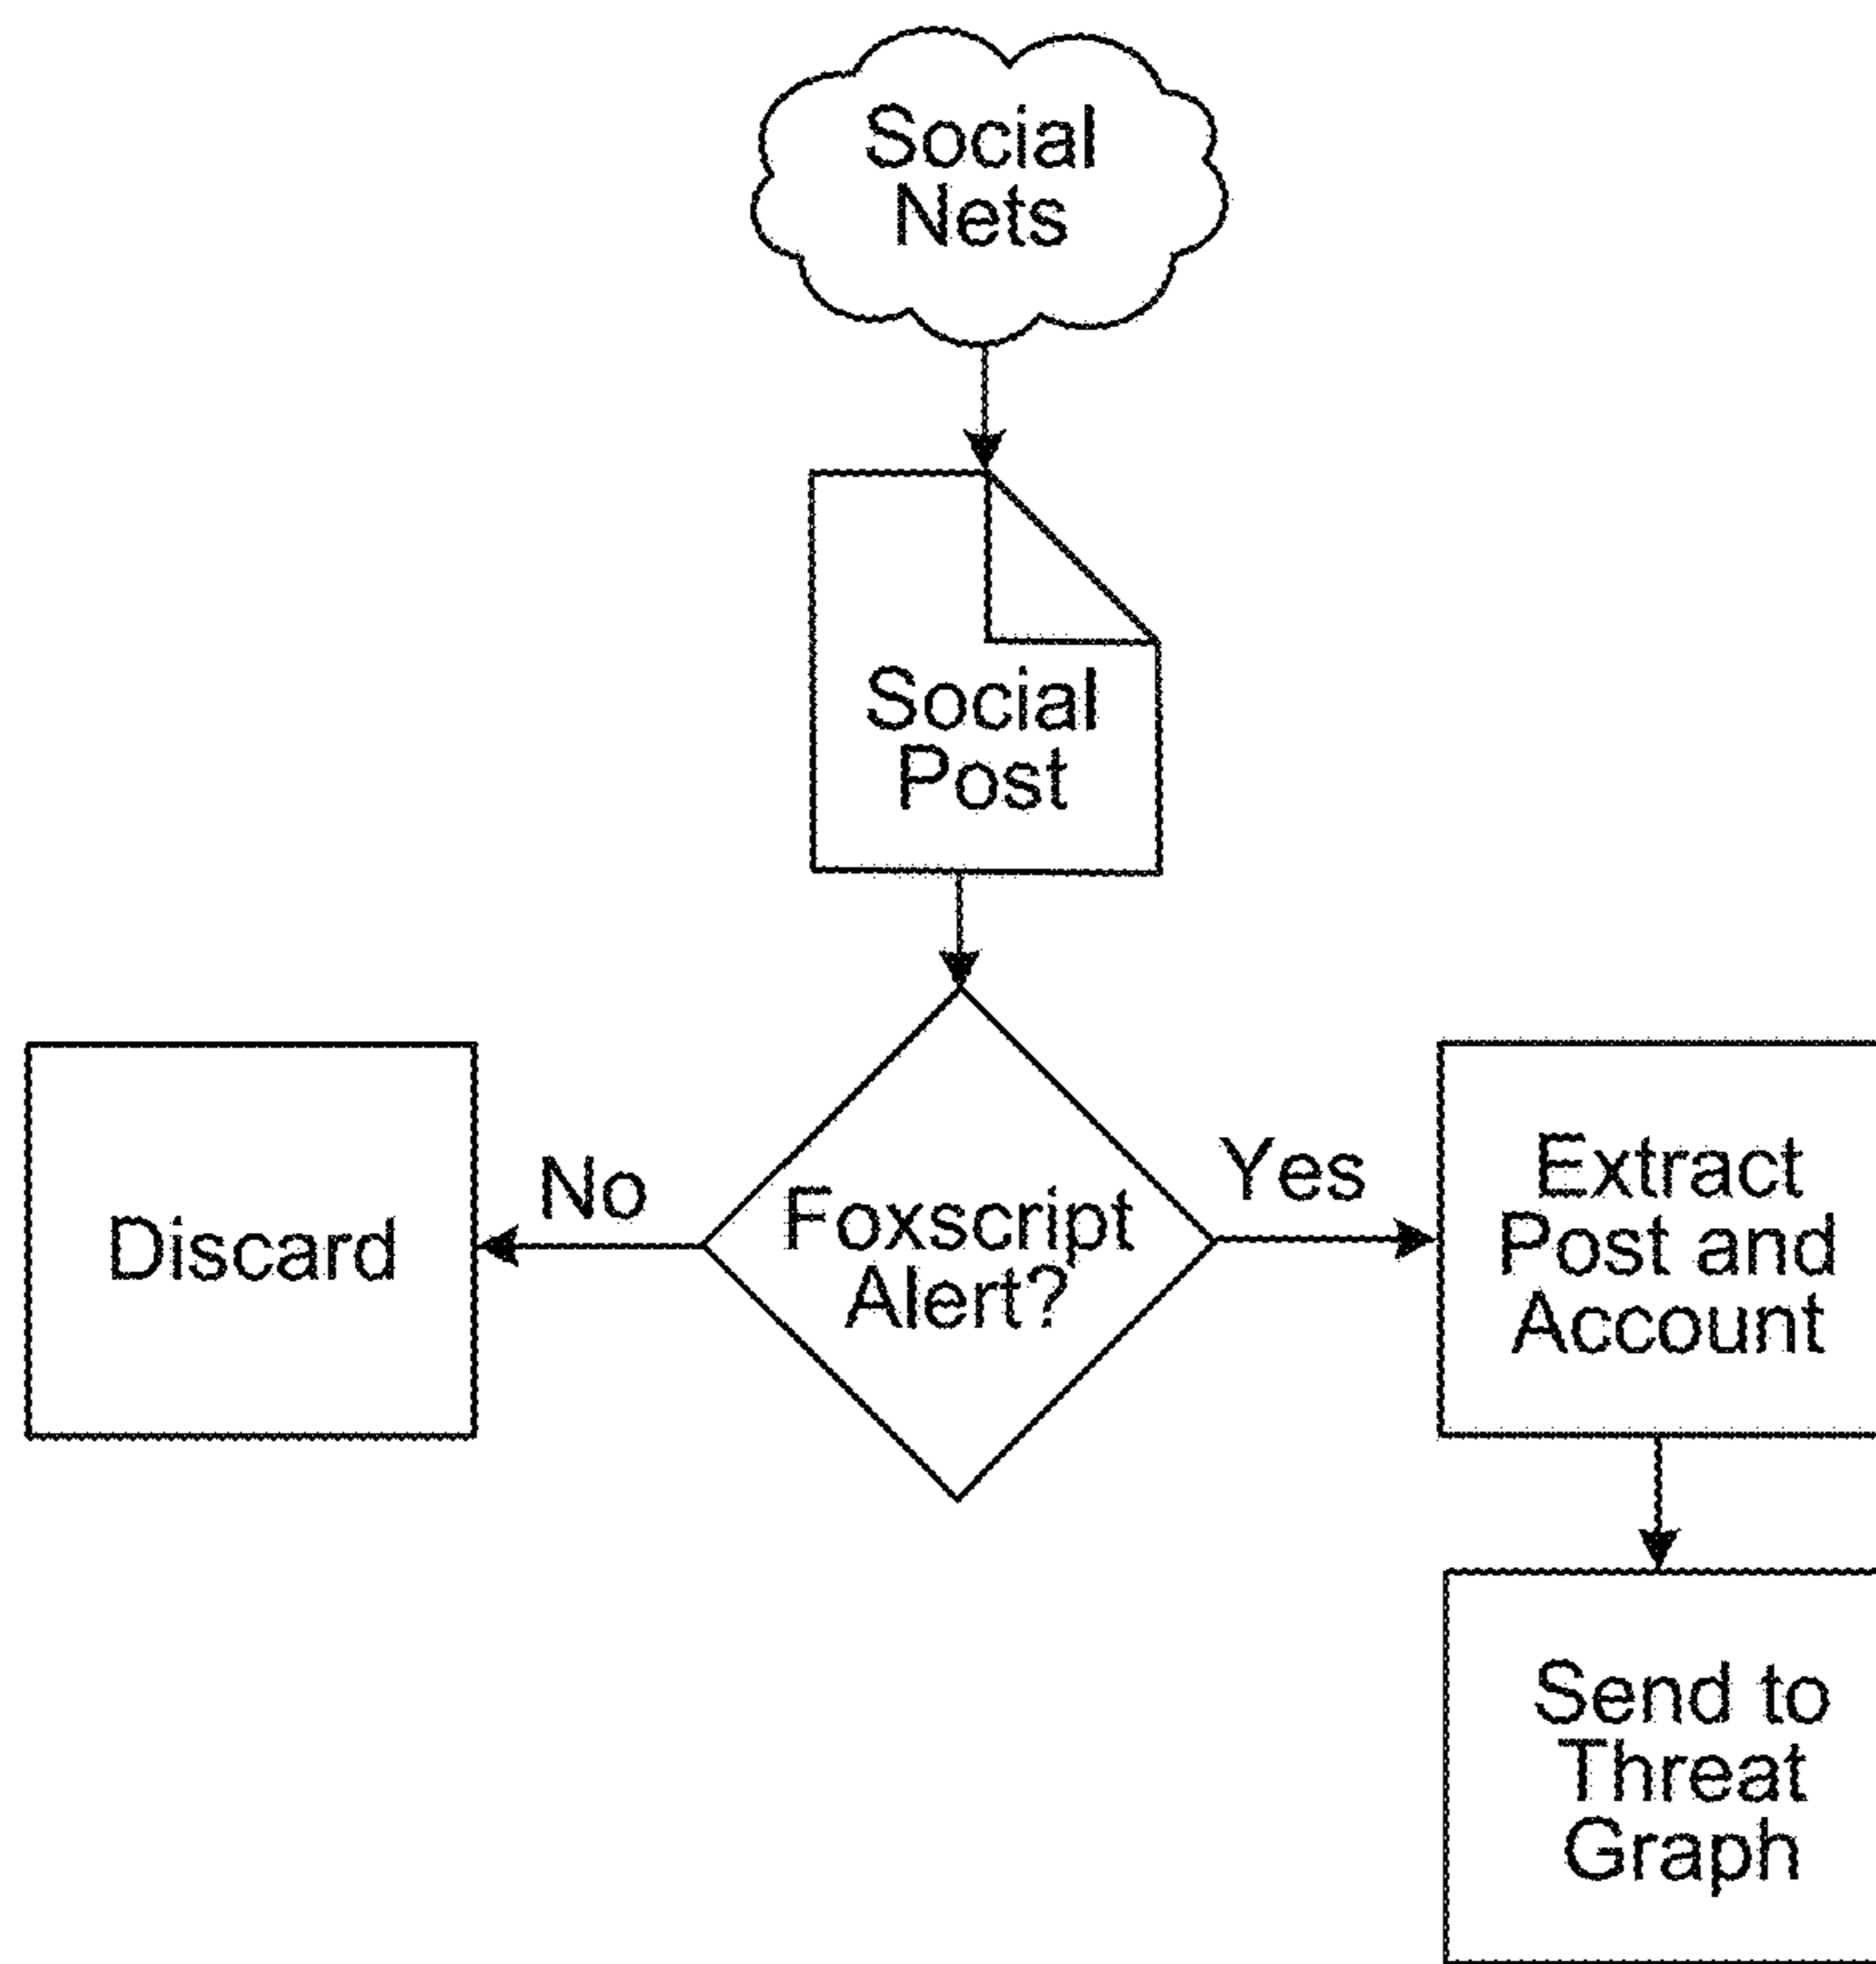 Social
Nets
Social
Post
No
Yes
Discard
Foxscript
Alert?
Extract
Post and
Account
Send to
Threat
Graph